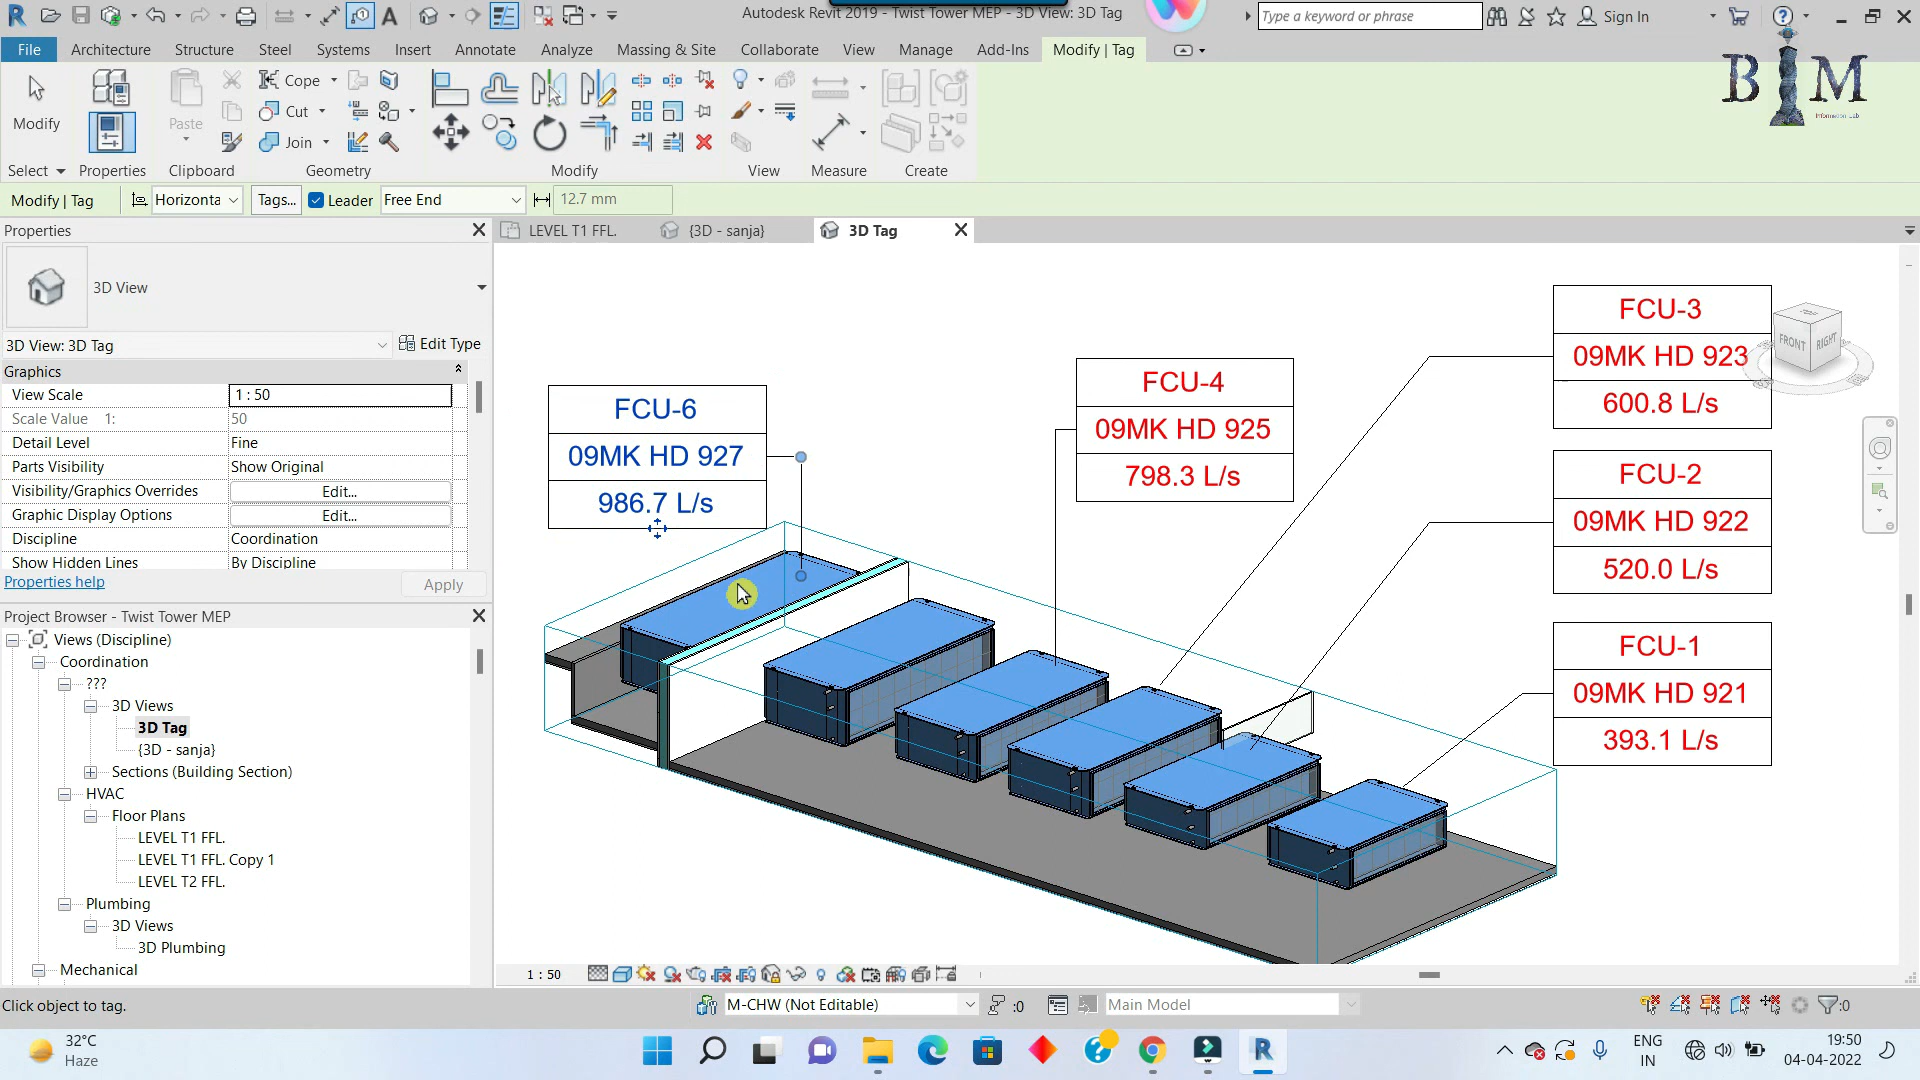 Autodesk Revit 2019 - Twist Tower MEP - 3D View: 3D Tag
Type a keyword or phrase
Sign In
File Architecture Structure Steel Systems Insert Annotate Analyze Massing & Site Collaborate View Manage Add-Ins Modify | Tag
BIM
Information Lab
Modify
Paste
Cope
Cut
Join
Select Properties Clipboard Geometry Modify View Measure Create
Modify | Tag Horizonta Tags... Leader Free End 12.7 mm
Properties
LEVEL T1 FFL. {3D - sanja} 3D Tag
3D View
3D View: 3D Tag Edit Type
Graphics
View Scale 1 : 50
Scale Value 1: 50
Detail Level Fine
Parts Visibility Show Original
Visibility/Graphics Overrides Edit...
Graphic Display Options Edit...
Discipline Coordination
Show Hidden Lines By Discipline
Properties help Apply
Project Browser - Twist Tower MEP
Views (Discipline)
Coordination
???
3D Views
3D Tag
{3D - sanja}
Sections (Building Section)
HVAC
Floor Plans
LEVEL T1 FFL.
LEVEL T1 FFL. Copy 1
LEVEL T2 FFL.
Plumbing
3D Views
3D Plumbing
Mechanical
FCU-6
09MK HD 927
986.7 L/s
FCU-4
09MK HD 925
798.3 L/s
FCU-3
09MK HD 923
600.8 L/s
FCU-2
09MK HD 922
520.0 L/s
FCU-1
09MK HD 921
393.1 L/s
FRONT RIGHT
1 : 50
Click object to tag.
M-CHW (Not Editable)
:0
Main Model
:0
32°C
Haze
ENG
IN
19:50
04-04-2022